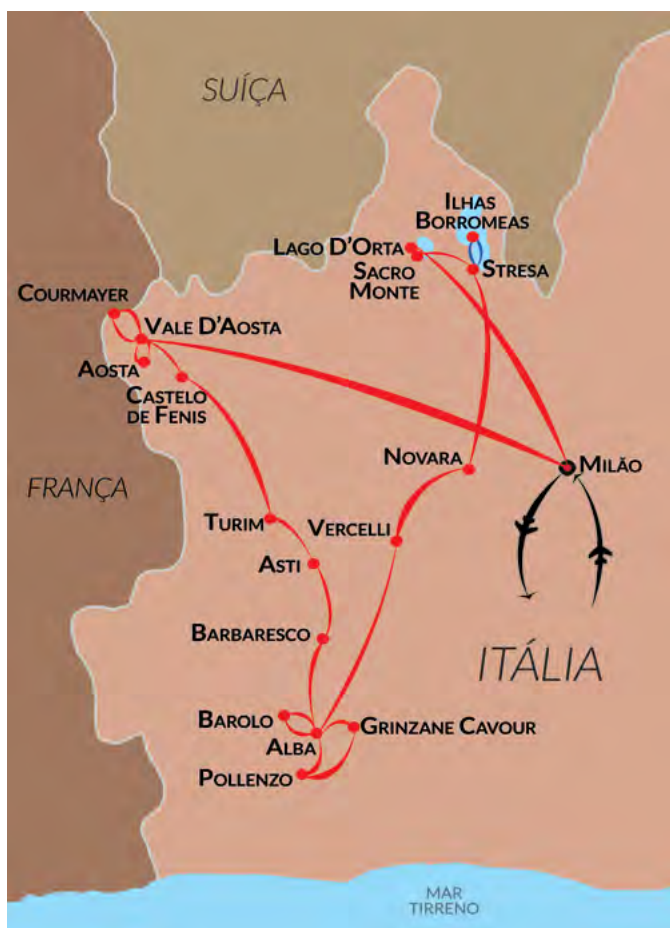 SUÍÇA
ILHAS
BORROMEAS
LAGO D'ORTA
SACRO
MONTE
STRESA
COURMAYER
VALE D'AOSTA
AOSTA
CASTELO
DE FENIS
NOVARA
MILÃO
FRANÇA
TURIM
VERCELLI
ASTI
BARBARESCO
ITÁLIA
BAROLO
ALBA
GRINZANE CAVOUR
POLLENZO
MAR
TIRRENO